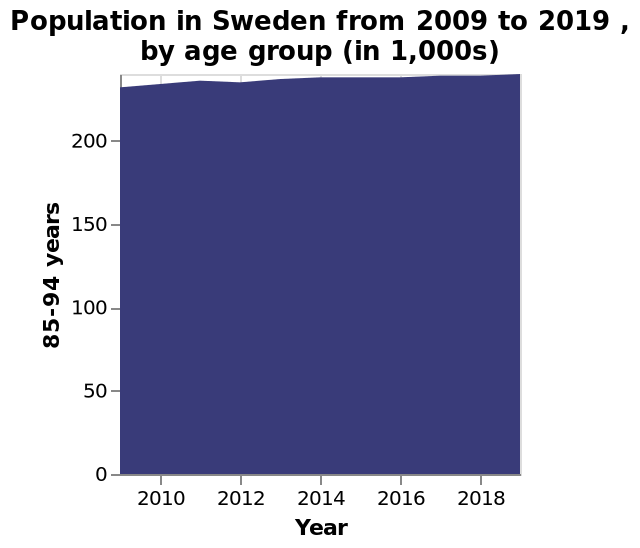 Population in Sweden from 2009 to 2019 ,
by age group (in 1,000s)
200
150
100
50
0
85-94 years
2010 2012 2014 2016 2018
Year